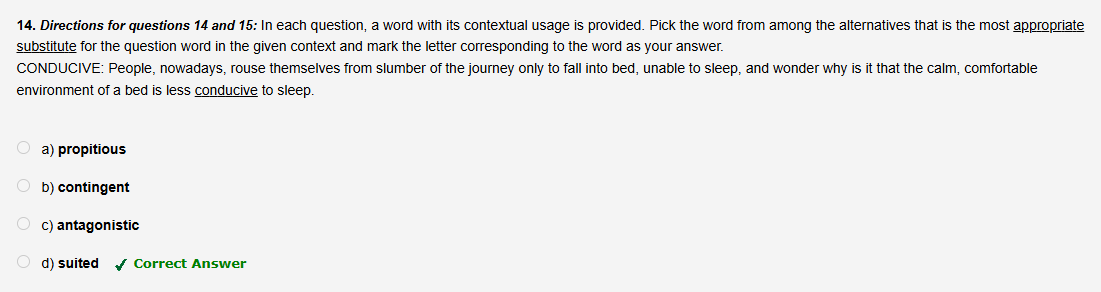 14. Directions for questions 14 and 15: In each question, a word with its contextual usage is provided. Pick the word from among the alternatives that is the most appropriate
substitute for the question word in the given context and mark the letter corresponding to the word as your answer.
CONDUCIVE: People, nowadays, rouse themselves from slumber of the journey only to fall into bed, unable to sleep, and wonder why is it that the calm, comfortable
environment of a bed is less conducive to sleep.
a) propitious
b) contingent
c) antagonistic
d) suited ✓ Correct Answer